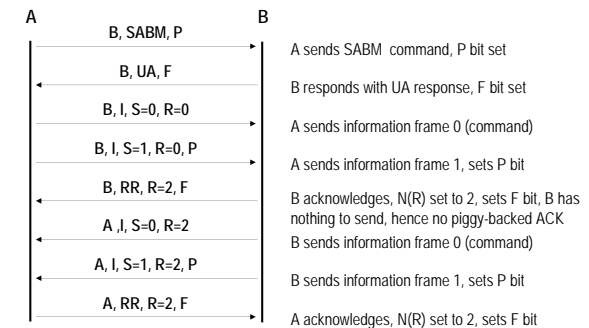 A B
B, SABM, P
A sends SABM command, P bit set
B, UA, F
B responds with UA response, F bit set
B, I, S=0, R=0
A sends information frame 0 (command)
B, I, S=1, R=0, P
A sends information frame 1, sets P bit
B, RR, R=2, F
B acknowledges, N(R) set to 2, sets F bit, B has
nothing to send, hence no piggy-backed ACK
A ,I, S=0, R=2
B sends information frame 0 (command)
A, I, S=1, R=2, P
B sends information frame 1, sets P bit
A, RR, R=2, F
A acknowledges, N(R) set to 2, sets F bit